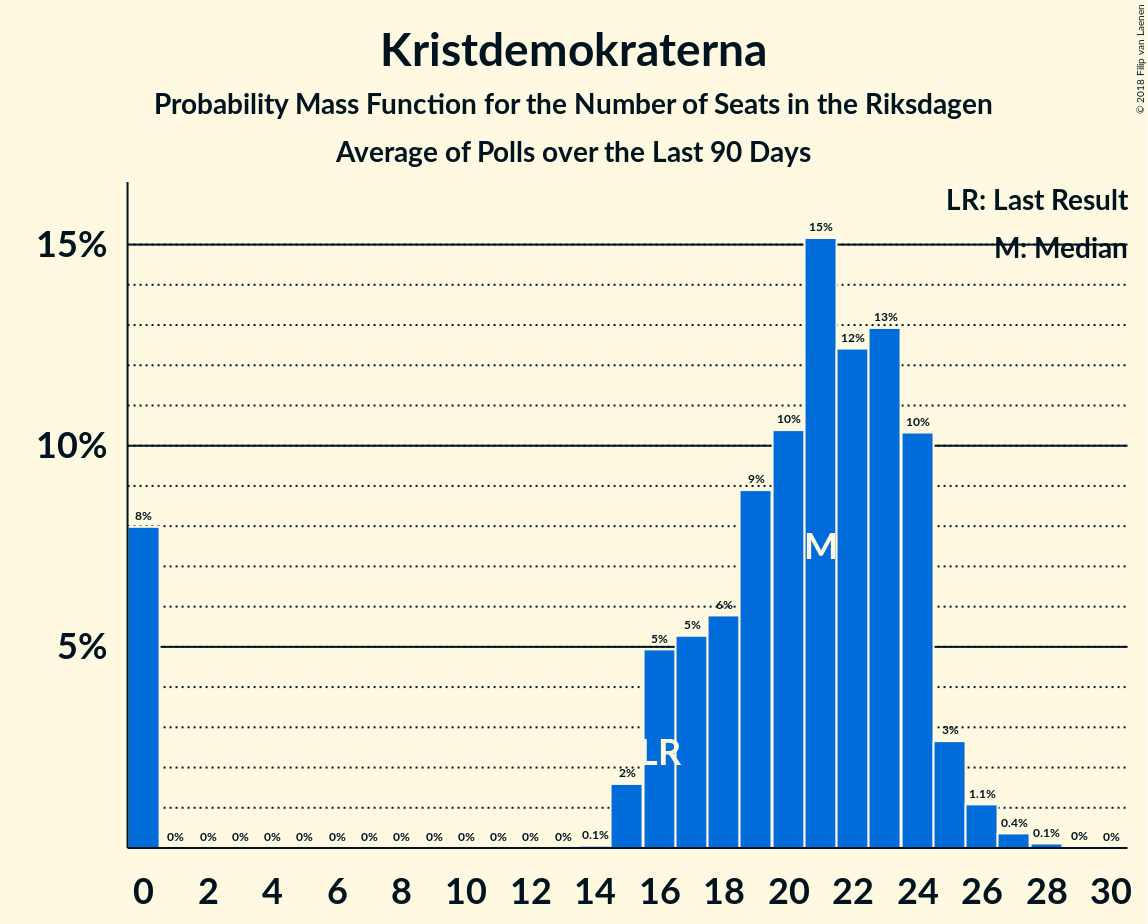 Kristdemokraterna
Probability Mass Function for the Number of Seats in the Riksdagen
Average of Polls over the Last 90 Days
© 2018 Filip van Laenen
LR: Last Result
M: Median
15%
10%
5%
8% 0% 0% 0% 0% 0% 0% 0% 0% 0% 0% 0% 0% 0% 0.1% 2% 5% 5% 6% 9% 10% 15% 12% 13% 10% 3% 1.1% 0.4% 0.1% 0% 0%
M
LR
0 2 4 6 8 10 12 14 16 18 20 22 24 26 28 30